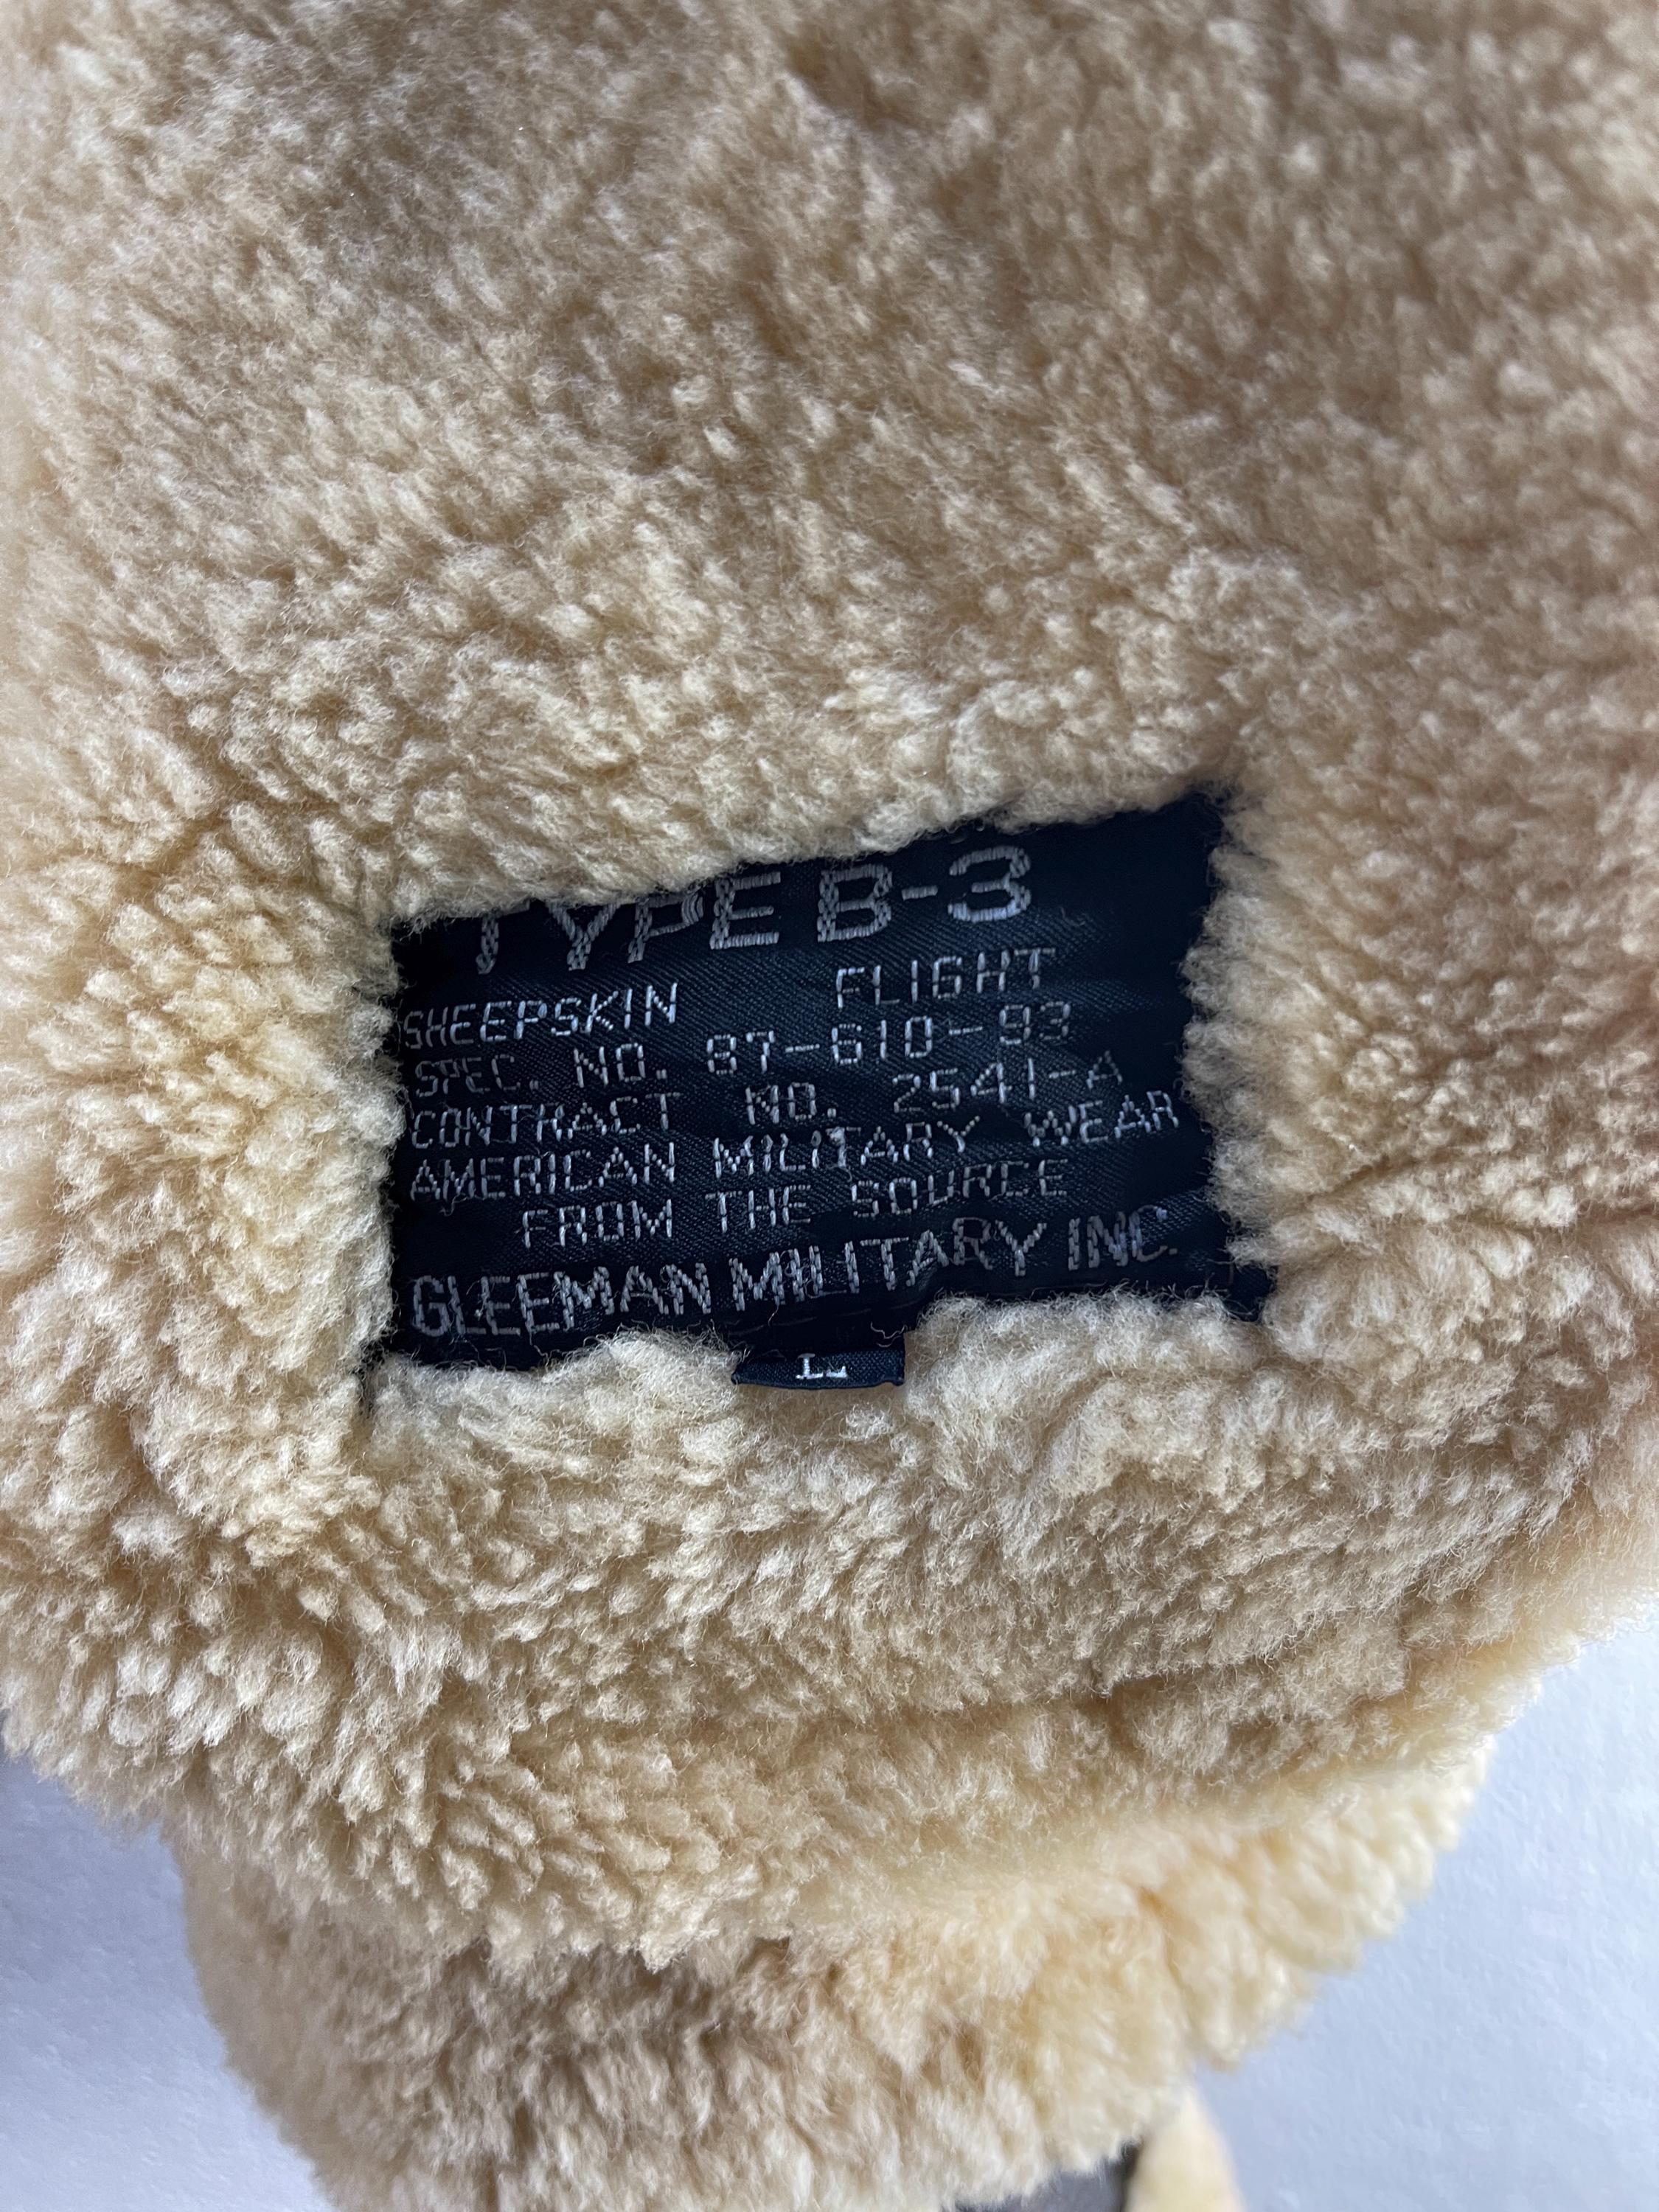 TYPE B-3
SHEEPSKIN FLIGHT
SPEC. NO. 87-610-93
CONTRACT NO. 2541-A
AMERICAN MILITARY WEAR
FROM THE SOURCE
GLEEMAN MILITARY INC.
L